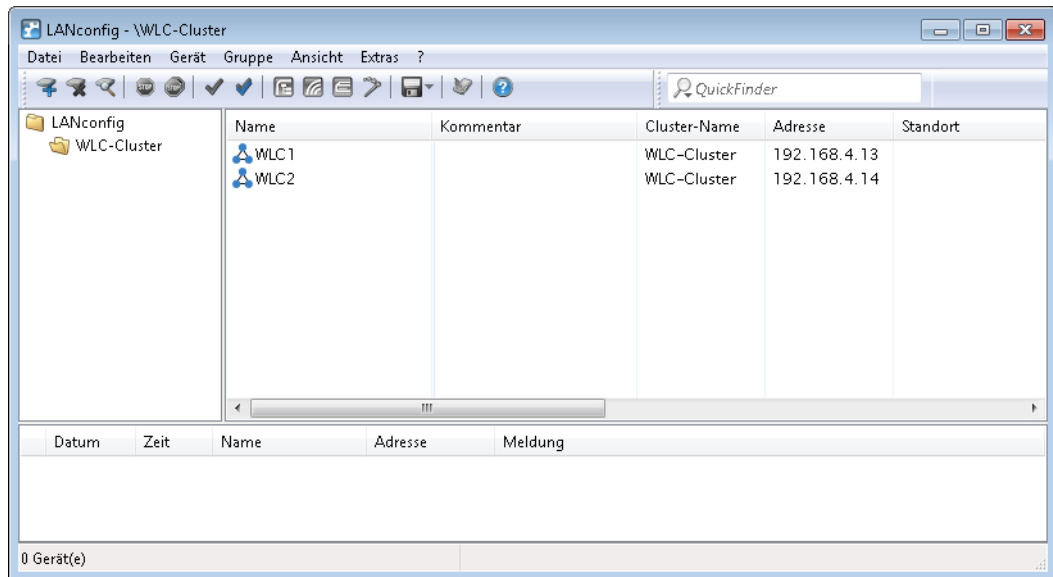 LANconfig - \WLC-Cluster
Datei Bearbeiten Gerät Gruppe Ansicht Extras ?
QuickFinder
LANconfig
WLC-Cluster
Name Kommentar Cluster-Name Adresse Standort
WLC1 WLC-Cluster 192.168.4.13
WLC2 WLC-Cluster 192.168.4.14
Datum Zeit Name Adresse Meldung
0 Gerät(e)